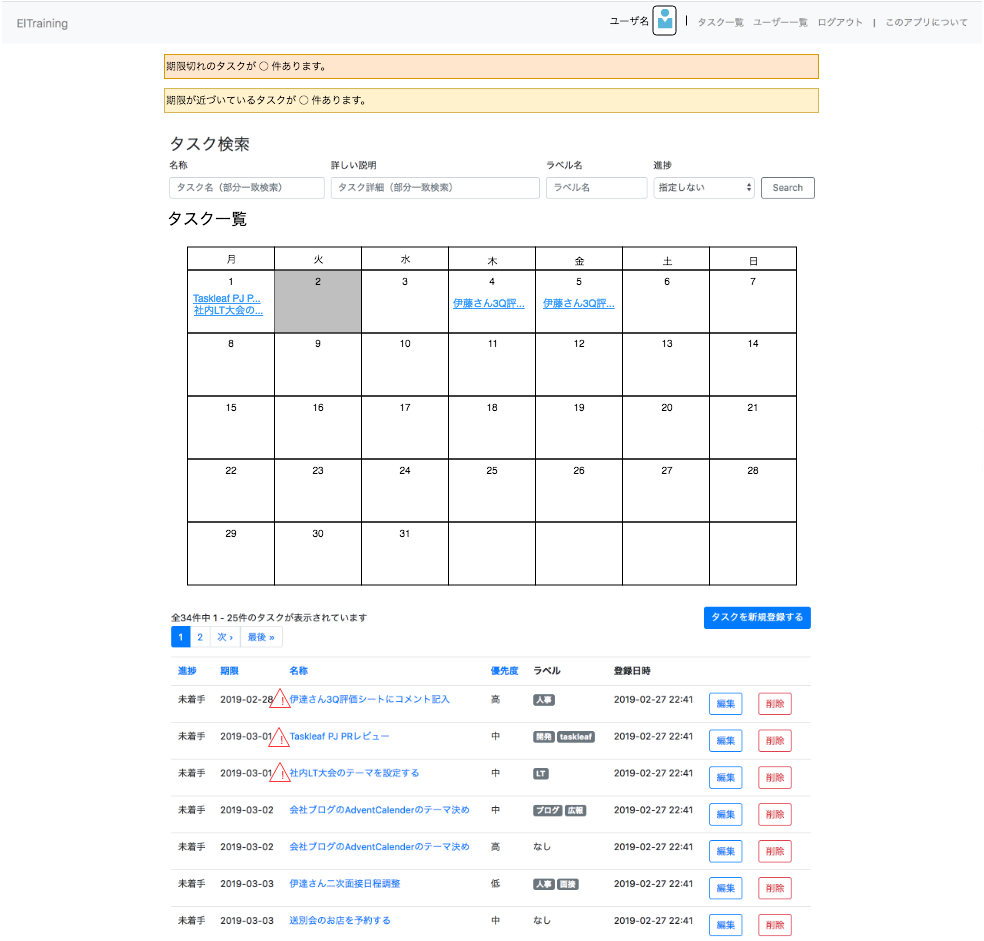 EITraining
ユーザ名 | タスク一覧 ユーザー一覧 ログアウト | このアプリについて
期限切れのタスクが ○ 件あります。
期限が近づいているタスクが ○ 件あります。
タスク検索
名称 詳しい説明 ラベル名 進捗
タスク名（部分一致検索） タスク詳細（部分一致検索） ラベル名 指定しない Search
タスク一覧
月 火 水 木 金 土 日
1 2 3 4 5 6 7
Taskleaf PJ P... 伊藤さん3Q評... 伊藤さん3Q評...
社内LT大会の...
8 9 10 11 12 13 14
15 16 17 18 19 20 21
22 23 24 25 26 27 28
29 30 31
全34件中 1 - 25件のタスクが表示されています タスクを新規登録する
1 2 次 › 最後 »
進捗 期限 名称 優先度 ラベル 登録日時
未着手 2019-02-28 ! 伊達さん3Q評価シートにコメント記入 高 人事 2019-02-27 22:41 編集 削除
未着手 2019-03-01 ! Taskleaf PJ PRレビュー 中 開発 taskleaf 2019-02-27 22:41 編集 削除
未着手 2019-03-01 ! 社内LT大会のテーマを設定する 中 LT 2019-02-27 22:41 編集 削除
未着手 2019-03-02 会社ブログのAdventCalenderのテーマ決め 中 ブログ 広報 2019-02-27 22:41 編集 削除
未着手 2019-03-02 会社ブログのAdventCalenderのテーマ決め 高 なし 2019-02-27 22:41 編集 削除
未着手 2019-03-03 伊達さん二次面接日程調整 低 人事 面接 2019-02-27 22:41 編集 削除
未着手 2019-03-03 送別会のお店を予約する 中 なし 2019-02-27 22:41 編集 削除